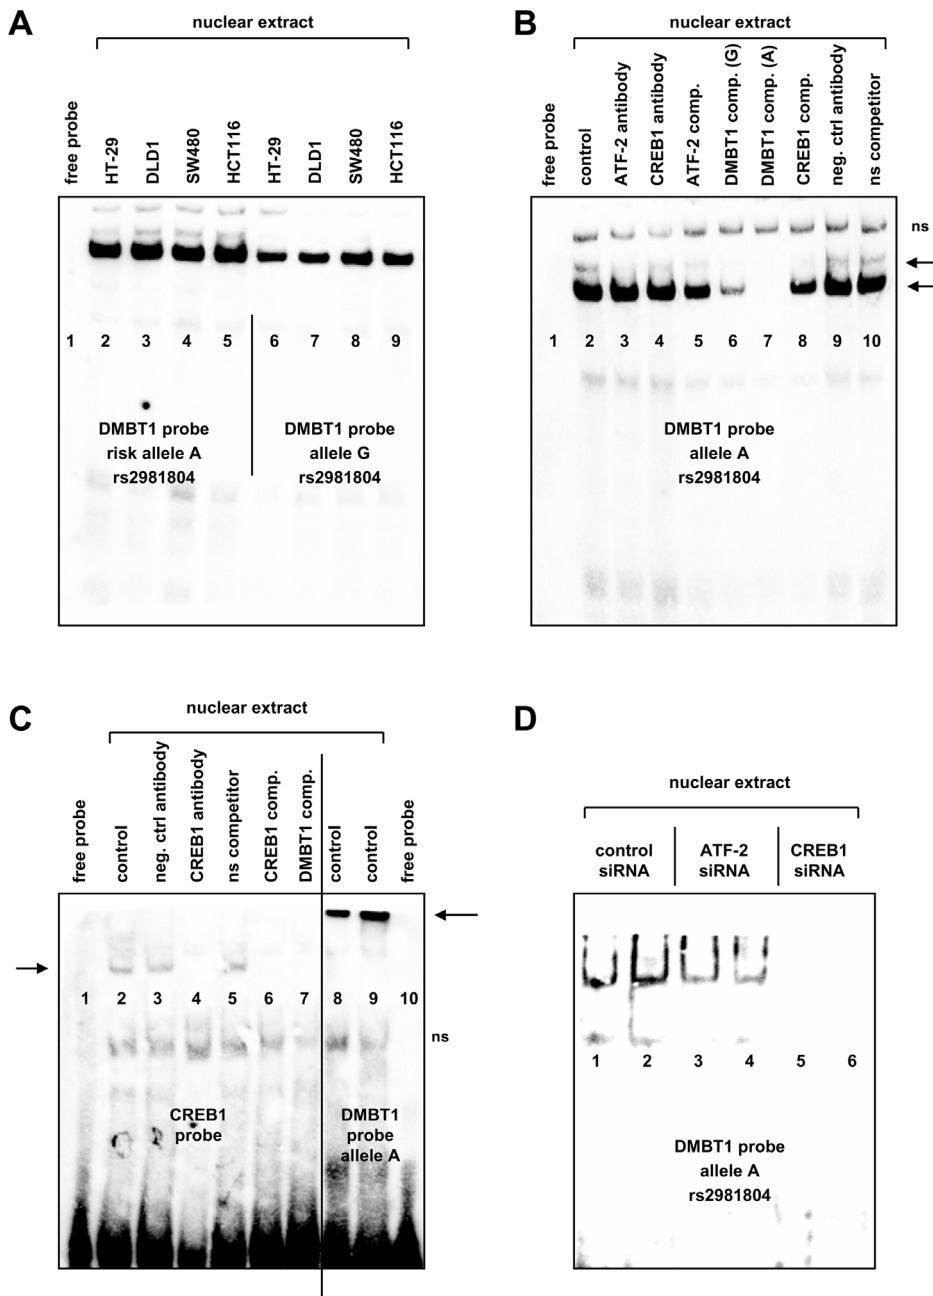 A
nuclear extract
free probe
HT-29
DLD1
SW480
HCT116
HT-29
DLD1
SW480
HCT116
1 2 3 4 5 6 7 8 9
DMBT1 probe
risk allele A
rs2981804
DMBT1 probe
allele G
rs2981804
B
nuclear extract
free probe
control
ATF-2 antibody
CREB1 antibody
ATF-2 comp.
DMBT1 comp. (G)
DMBT1 comp. (A)
CREB1 comp.
neg. ctrl antibody
ns competitor
ns
1 2 3 4 5 6 7 8 9 10
DMBT1 probe
allele A
rs2981804
C
nuclear extract
free probe
control
neg. ctrl antibody
CREB1 antibody
ns competitor
CREB1 comp.
DMBT1 comp.
control
control
free probe
1 2 3 4 5 6 7 8 9 10
ns
CREB1
probe
DMBT1
probe
allele A
D
nuclear extract
control
siRNA
ATF-2
siRNA
CREB1
siRNA
1 2 3 4 5 6
DMBT1 probe
allele A
rs2981804